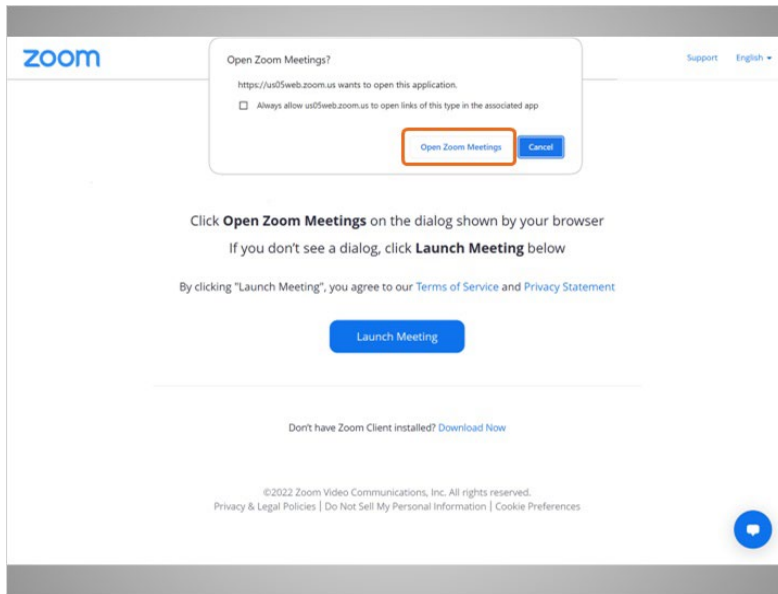 zoom
Support English
Open Zoom Meetings?
https://us05web.zoom.us wants to open this application.
Always allow us05web.zoom.us to open links of this type in the associated app
Open Zoom Meetings Cancel
Click Open Zoom Meetings on the dialog shown by your browser
If you don't see a dialog, click Launch Meeting below
By clicking "Launch Meeting", you agree to our Terms of Service and Privacy Statement
Launch Meeting
Don't have Zoom Client installed? Download Now
©2022 Zoom Video Communications, Inc. All rights reserved.
Privacy & Legal Policies | Do Not Sell My Personal Information | Cookie Preferences